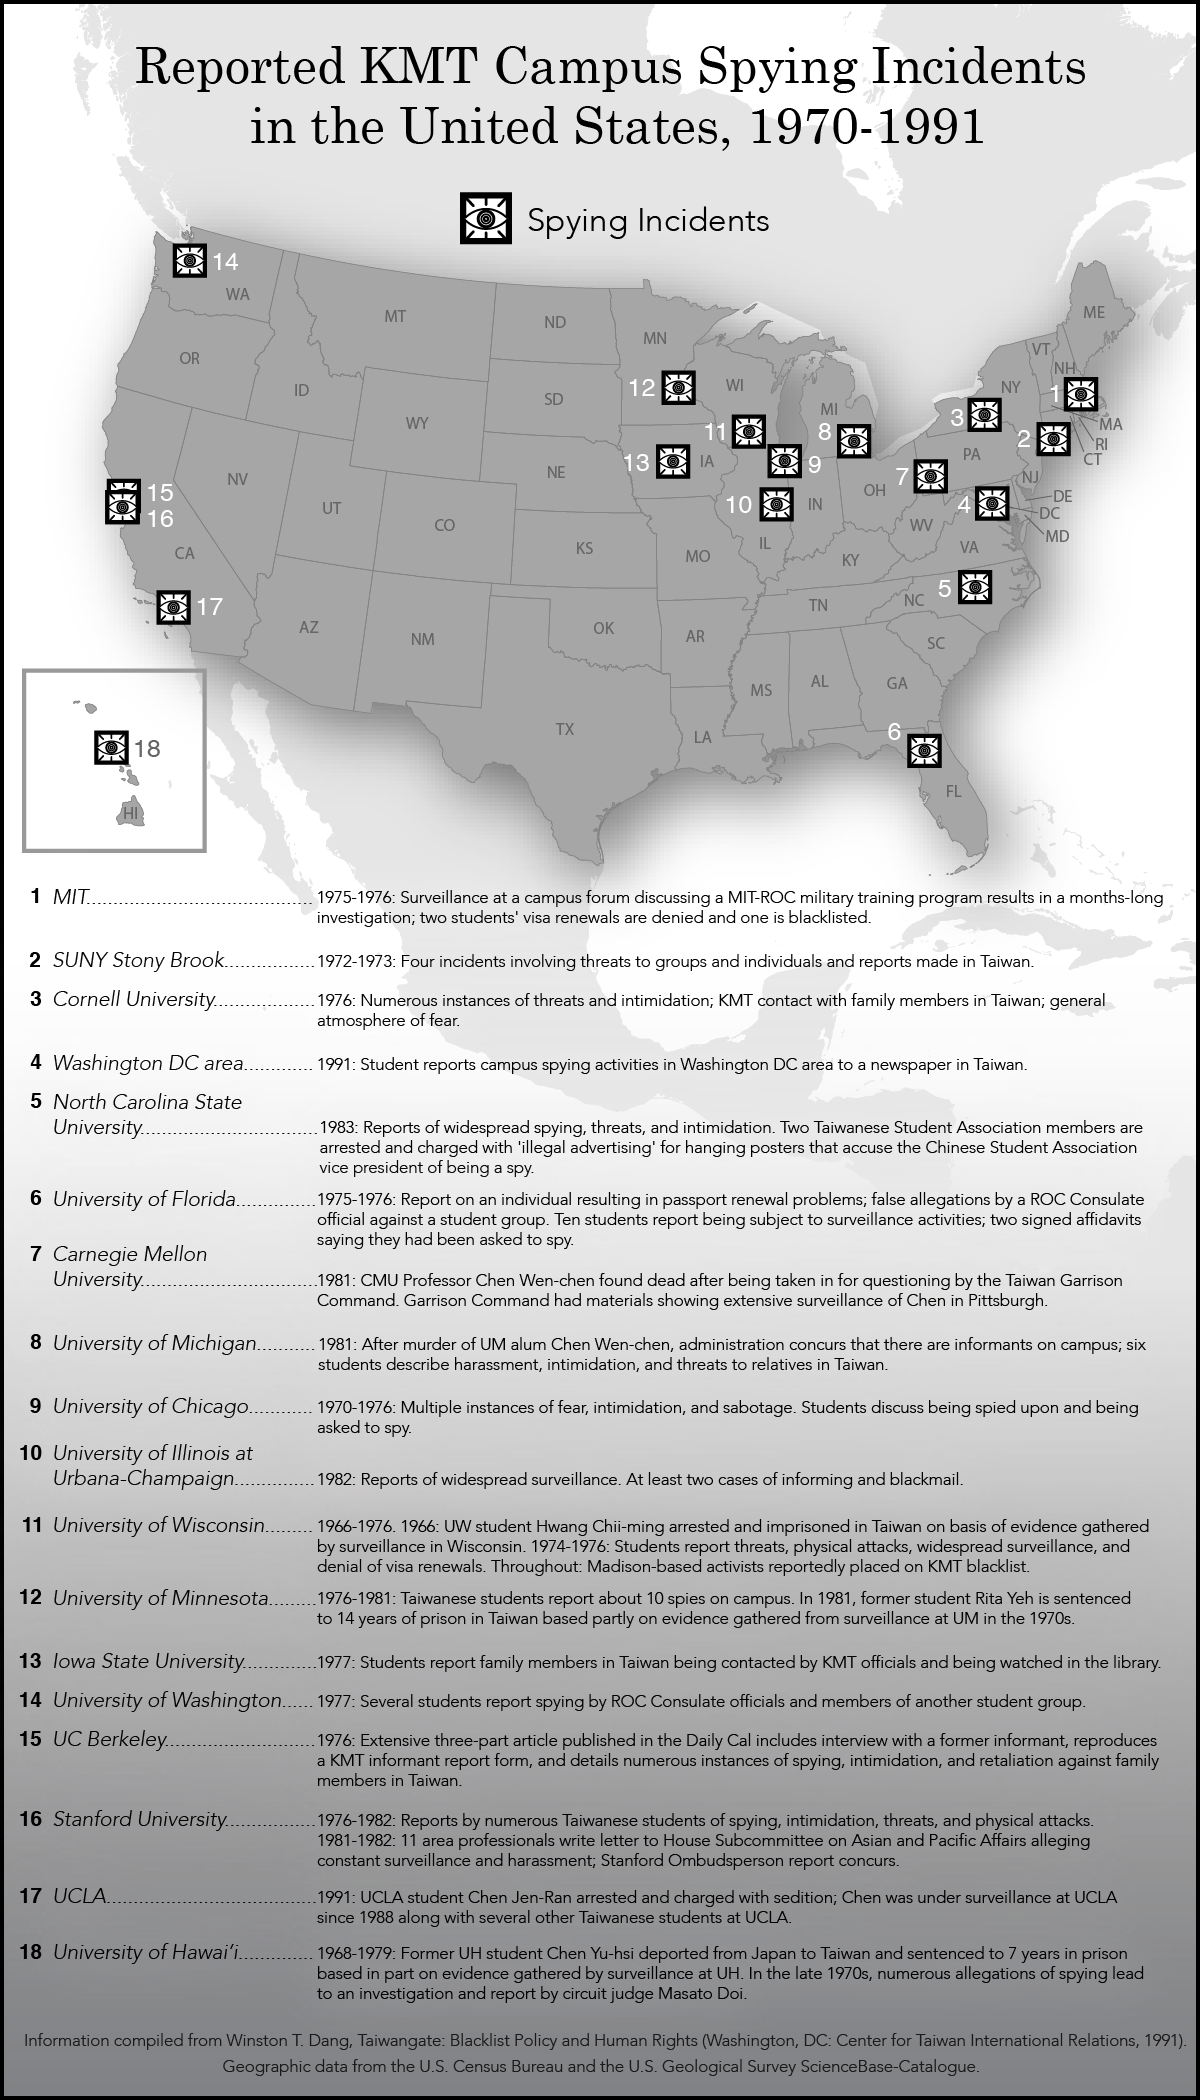 Reported KMT Campus Spying Incidents
in the United States, 1970-1991
Spying Incidents
14
WA
MT
ND
MN
ME
VT
NH
OR
ID
SD
12
WI
NY
1
WY
MI
3
MA
11
8
2
RI
CT
13
IA
9
PA
NE
7
NJ
15
NV
OH
16
UT
10
IN
4
DE
DC
CO
WV
MD
CA
KS
IL
VA
MO
KY
17
5
NC
TN
AZ
OK
NM
AR
SC
MS
AL
GA
TX
LA
6
18
FL
HI
1 MIT 1975-1976: Surveillance at a campus forum discussing a MIT-ROC military training program results in a months-long
investigation; two students' visa renewals are denied and one is blacklisted.
2 SUNY Stony Brook 1972-1973: Four incidents involving threats to groups and individuals and reports made in Taiwan.
3 Cornell University 1976: Numerous instances of threats and intimidation; KMT contact with family members in Taiwan; general
atmosphere of fear.
4 Washington DC area 1991: Student reports campus spying activities in Washington DC area to a newspaper in Taiwan.
5 North Carolina State
University 1983: Reports of widespread spying, threats, and intimidation. Two Taiwanese Student Association members are
arrested and charged with 'illegal advertising' for hanging posters that accuse the Chinese Student Association
vice president of being a spy.
6 University of Florida 1975-1976: Report on an individual resulting in passport renewal problems; false allegations by a ROC Consulate
official against a student group. Ten students report being subject to surveillance activities; two signed affidavits
saying they had been asked to spy.
7 Carnegie Mellon
University 1981: CMU Professor Chen Wen-chen found dead after being taken in for questioning by the Taiwan Garrison
Command. Garrison Command had materials showing extensive surveillance of Chen in Pittsburgh.
8 University of Michigan 1981: After murder of UM alum Chen Wen-chen, administration concurs that there are informants on campus; six
students describe harassment, intimidation, and threats to relatives in Taiwan.
9 University of Chicago 1970-1976: Multiple instances of fear, intimidation, and sabotage. Students discuss being spied upon and being
asked to spy.
10 University of Illinois at
Urbana-Champaign 1982: Reports of widespread surveillance. At least two cases of informing and blackmail.
11 University of Wisconsin 1966-1976. 1966: UW student Hwang Chii-ming arrested and imprisoned in Taiwan on basis of evidence gathered
by surveillance in Wisconsin. 1974-1976: Students report threats, physical attacks, widespread surveillance, and
denial of visa renewals. Throughout: Madison-based activists reportedly placed on KMT blacklist.
12 University of Minnesota 1976-1981: Taiwanese students report about 10 spies on campus. In 1981, former student Rita Yeh is sentenced
to 14 years of prison in Taiwan based partly on evidence gathered from surveillance at UM in the 1970s.
13 Iowa State University 1977: Students report family members in Taiwan being contacted by KMT officials and being watched in the library.
14 University of Washington 1977: Several students report spying by ROC Consulate officials and members of another student group.
15 UC Berkeley 1976: Extensive three-part article published in the Daily Cal includes interview with a former informant, reproduces
a KMT informant report form, and details numerous instances of spying, intimidation, and retaliation against family
members in Taiwan.
16 Stanford University 1976-1982: Reports by numerous Taiwanese students of spying, intimidation, threats, and physical attacks.
1981-1982: 11 area professionals write letter to House Subcommittee on Asian and Pacific Affairs alleging
constant surveillance and harassment; Stanford Ombudsperson report concurs.
17 UCLA 1991: UCLA student Chen Jen-Ran arrested and charged with sedition; Chen was under surveillance at UCLA
since 1988 along with several other Taiwanese students at UCLA.
18 University of Hawai‘i 1968-1979: Former UH student Chen Yu-hsi deported from Japan to Taiwan and sentenced to 7 years in prison
based in part on evidence gathered by surveillance at UH. In the late 1970s, numerous allegations of spying lead
to an investigation and report by circuit judge Masato Doi.
Information compiled from Winston T. Dang, Taiwangate: Blacklist Policy and Human Rights (Washington, DC: Center for Taiwan International Relations, 1991).
Geographic data from the U.S. Census Bureau and the U.S. Geological Survey ScienceBase-Catalogue.